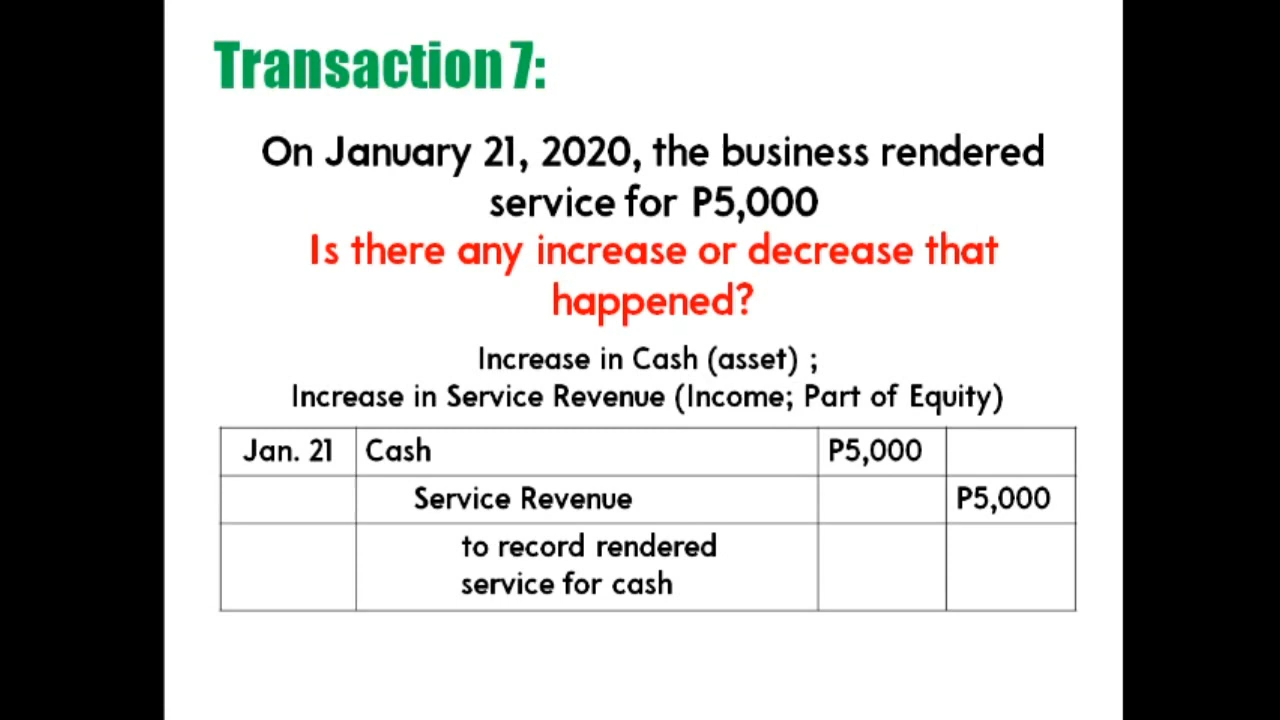 Transaction 7:
On January 21, 2020, the business rendered
service for P5,000
Is there any increase or decrease that
happened?
Increase in Cash (asset) ;
Increase in Service Revenue (Income; Part of Equity)
Jan. 21 Cash P5,000
Service Revenue P5,000
to record rendered
service for cash